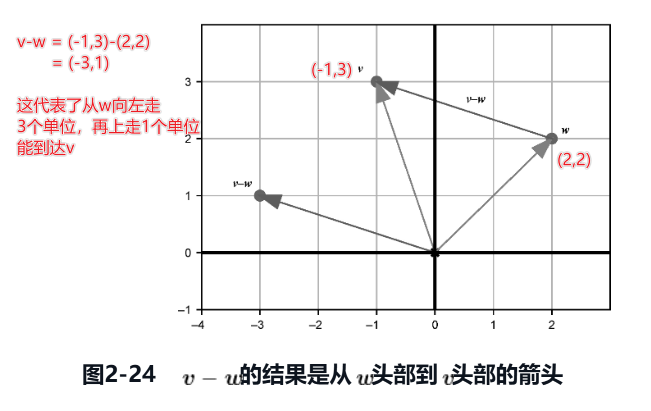 v-w = (-1,3)-(2,2)
= (-3,1)
这代表了从w向左走
3个单位，再上走1个单位
能到达v
(-1,3) v
v–w
w
(2,2)
v–w
3
2
1
0
−1
−4 −3 −2 −1 0 1 2
图2-24 v − w的结果是从 w头部到 v头部的箭头